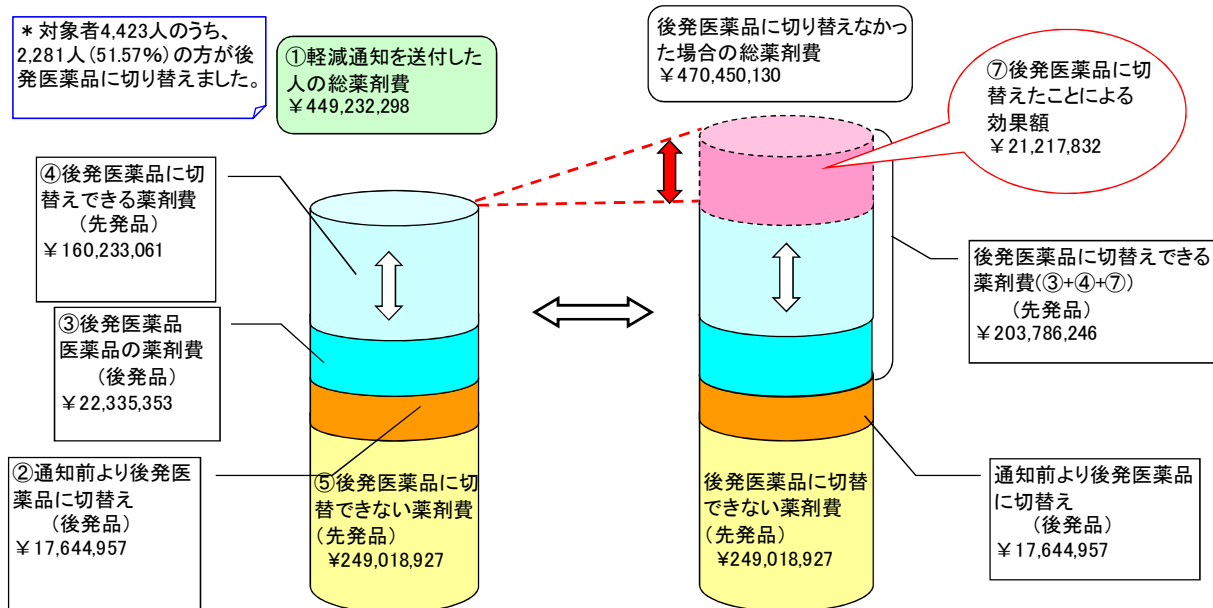 ＊対象者4,423人のうち、
2,281人(51.57%)の方が後
発医薬品に切り替えました。
①軽減通知を送付した
人の総薬剤費
￥449,232,298
後発医薬品に切り替えなかっ
た場合の総薬剤費
￥470,450,130
⑦後発医薬品に切
替えたことによる
効果額
￥21,217,832
④後発医薬品に切
替えできる薬剤費
(先発品)
￥160,233,061
③後発医薬品
医薬品の薬剤費
(後発品)
￥22,335,353
②通知前より後発医
薬品に切替え
(後発品)
￥17,644,957
⑤後発医薬品に切
替できない薬剤費
(先発品)
¥249,018,927
後発医薬品に切替
できない薬剤費
(先発品)
¥249,018,927
後発医薬品に切替えできる
薬剤費(③+④+⑦)
(先発品)
￥203,786,246
通知前より後発医薬品
に切替え
(後発品)
￥17,644,957